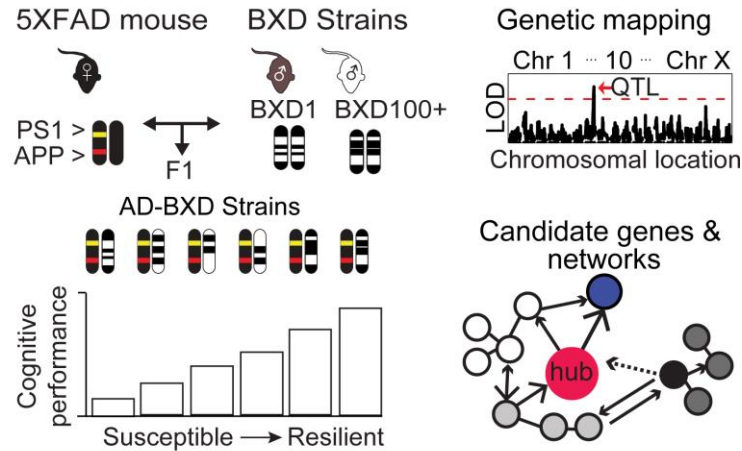 5XFAD mouse
BXD Strains
♀
♂
♂
BXD1
BXD100+
PS1 >
APP >
F1
AD-BXD Strains
Cognitive
performance
Susceptible → Resilient
Genetic mapping
Chr 1 ... 10 ... Chr X
QTL
LOD
Chromosomal location
Candidate genes &
networks
hub